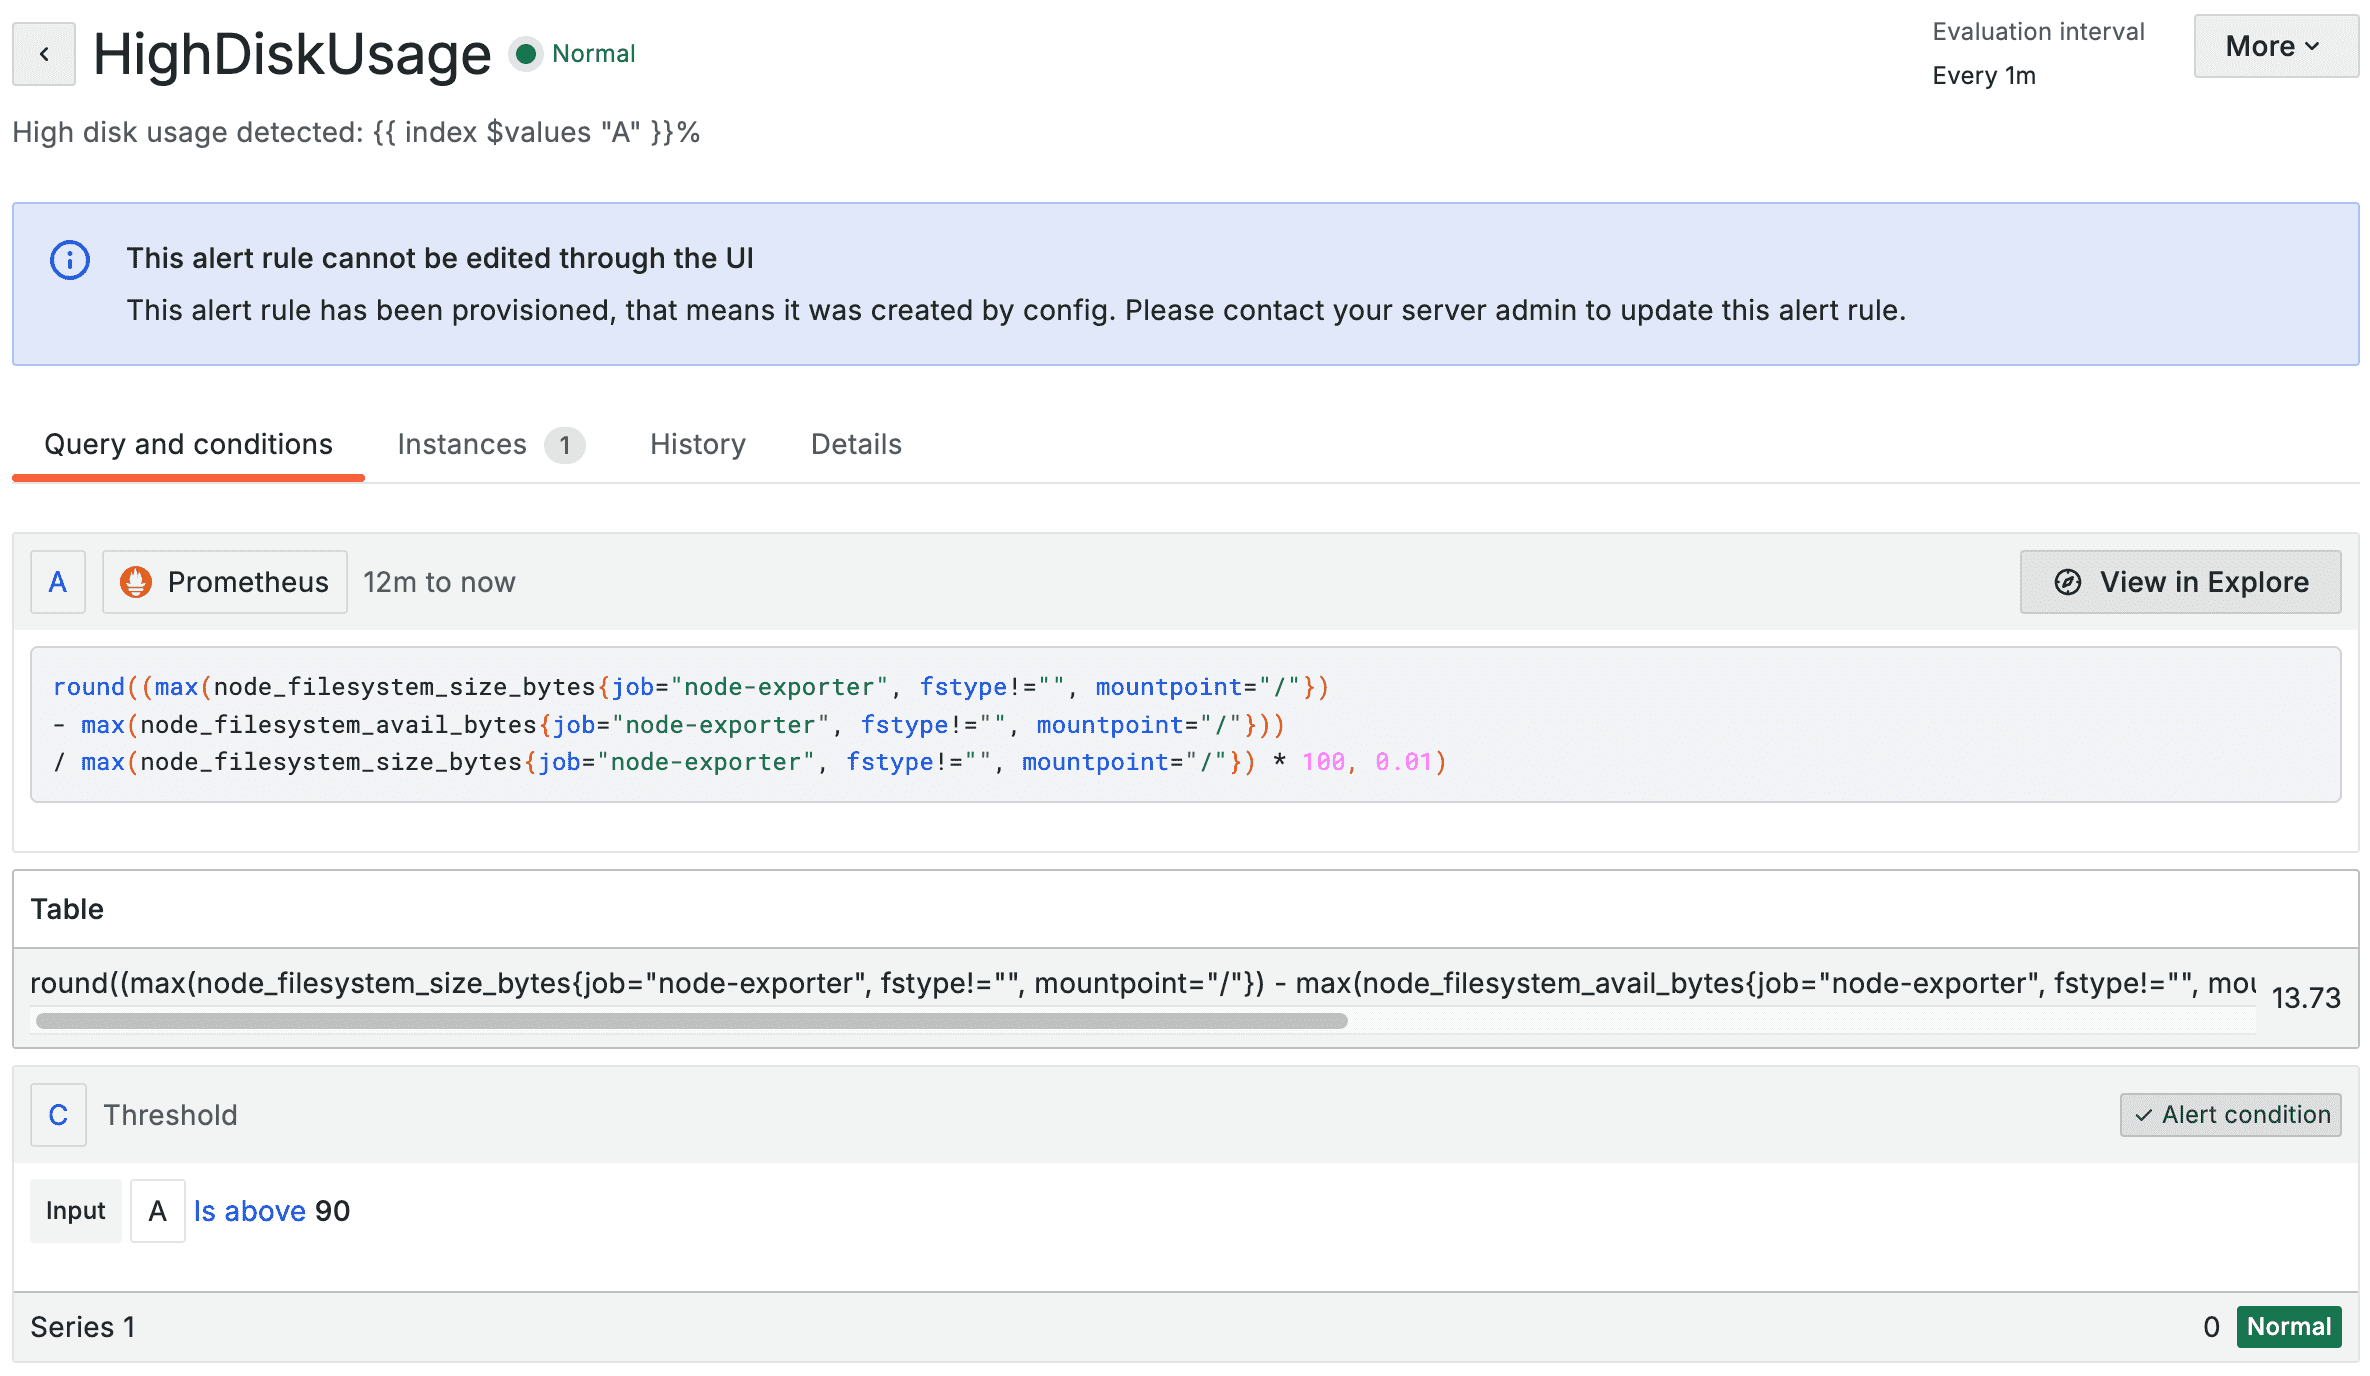 HighDiskUsage Normal
Evaluation interval
Every 1m
More
High disk usage detected: {{ index $values "A" }}%
This alert rule cannot be edited through the UI
This alert rule has been provisioned, that means it was created by config. Please contact your server admin to update this alert rule.
Query and conditions Instances 1 History Details
A Prometheus 12m to now View in Explore
round((max(node_filesystem_size_bytes{job="node-exporter", fstype!="", mountpoint="/"})
- max(node_filesystem_avail_bytes{job="node-exporter", fstype!="", mountpoint="/"}))
/ max(node_filesystem_size_bytes{job="node-exporter", fstype!="", mountpoint="/"}) * 100, 0.01)
Table
round((max(node_filesystem_size_bytes{job="node-exporter", fstype!="", mountpoint="/"}) - max(node_filesystem_avail_bytes{job="node-exporter", fstype!="", mou 13.73
C Threshold Alert condition
Input A Is above 90
Series 1 0 Normal